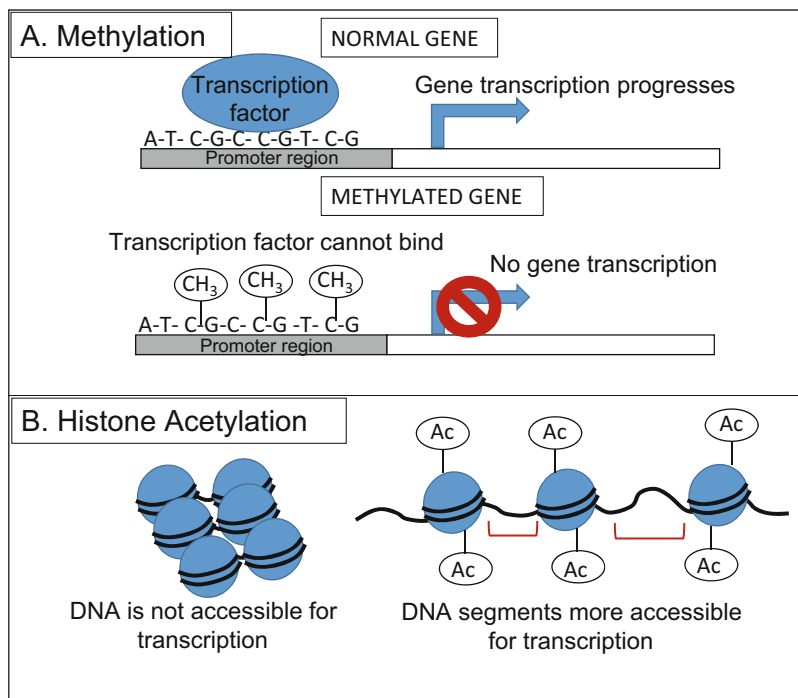 A. Methylation
NORMAL GENE
Transcription
factor
Gene transcription progresses
A-T- C-G-C- C-G-T- C-G
Promoter region
METHYLATED GENE
Transcription factor cannot bind
No gene transcription
CH₃ CH₃ CH₃
A-T- C-G-C- C-G -T- C-G
Promoter region
B. Histone Acetylation
Ac Ac Ac
Ac Ac Ac
DNA is not accessible for
transcription
DNA segments more accessible
for transcription